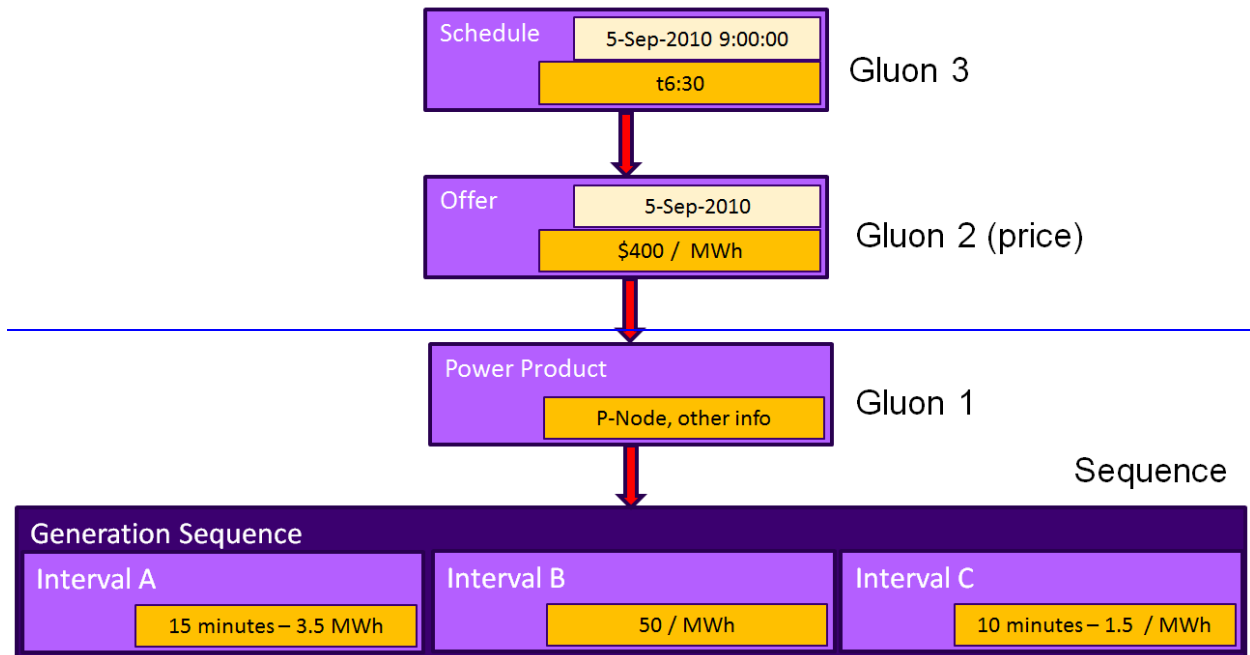 Schedule
5-Sep-2010 9:00:00
t6:30
Gluon 3
Offer
5-Sep-2010
$400 / MWh
Gluon 2 (price)
Power Product
P-Node, other info
Gluon 1
Sequence
Generation Sequence
Interval A
15 minutes – 3.5 MWh
Interval B
50 / MWh
Interval C
10 minutes – 1.5 / MWh